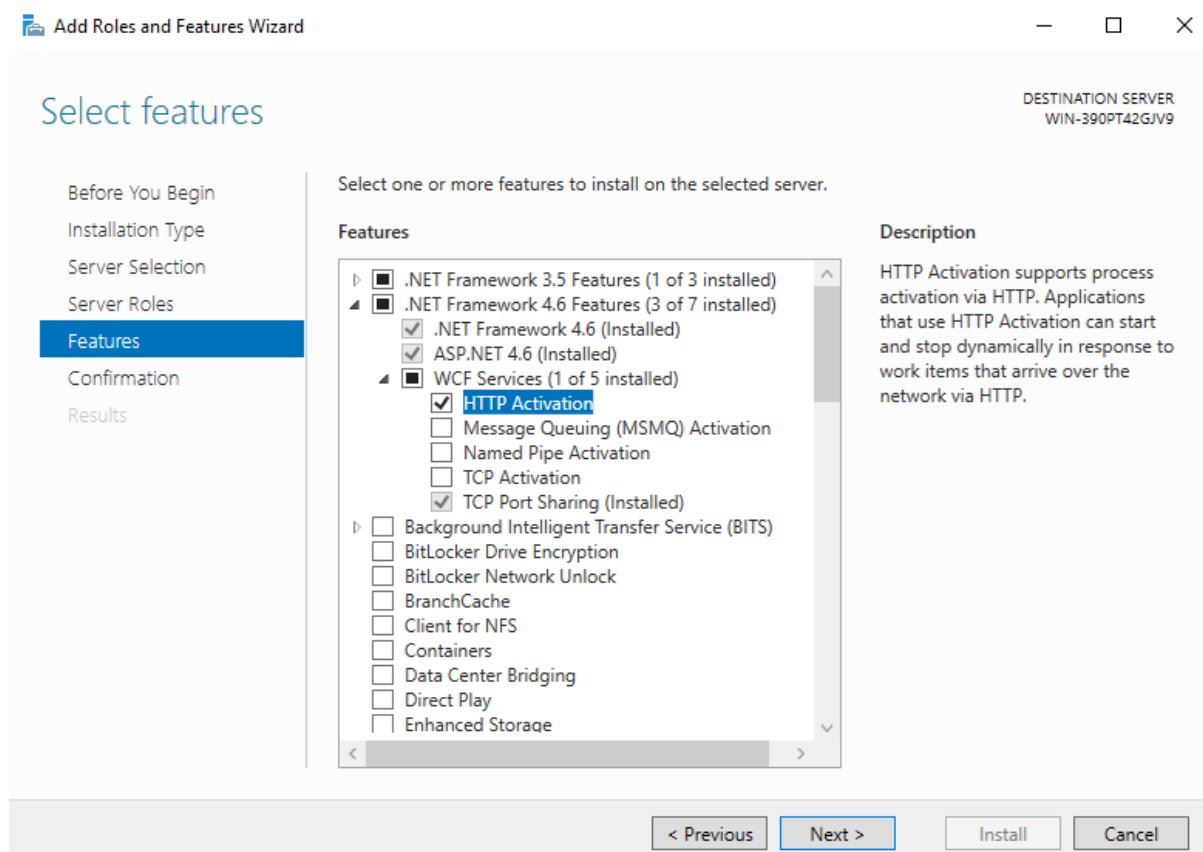 Add Roles and Features Wizard
Select features
DESTINATION SERVER
WIN-390PT42GJV9
Before You Begin
Installation Type
Server Selection
Server Roles
Features
Confirmation
Results
Select one or more features to install on the selected server.
Features
.NET Framework 3.5 Features (1 of 3 installed)
.NET Framework 4.6 Features (3 of 7 installed)
.NET Framework 4.6 (Installed)
ASP.NET 4.6 (Installed)
WCF Services (1 of 5 installed)
HTTP Activation
Message Queuing (MSMQ) Activation
Named Pipe Activation
TCP Activation
TCP Port Sharing (Installed)
Background Intelligent Transfer Service (BITS)
BitLocker Drive Encryption
BitLocker Network Unlock
BranchCache
Client for NFS
Containers
Data Center Bridging
Direct Play
Enhanced Storage
Description
HTTP Activation supports process
activation via HTTP. Applications
that use HTTP Activation can start
and stop dynamically in response to
work items that arrive over the
network via HTTP.
< Previous
Next >
Install
Cancel